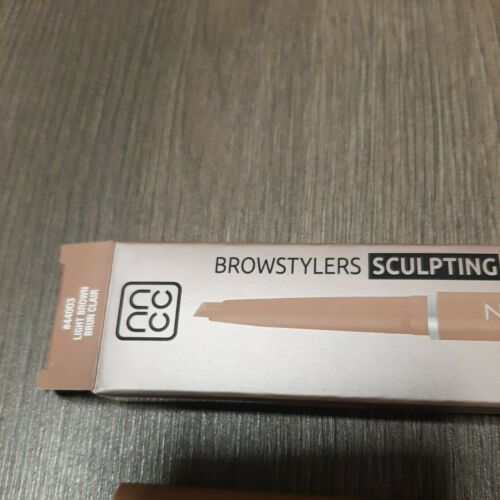 BROWSTYLERS SCULPTING
#44003
LIGHT BROWN
BRUN CLAIR